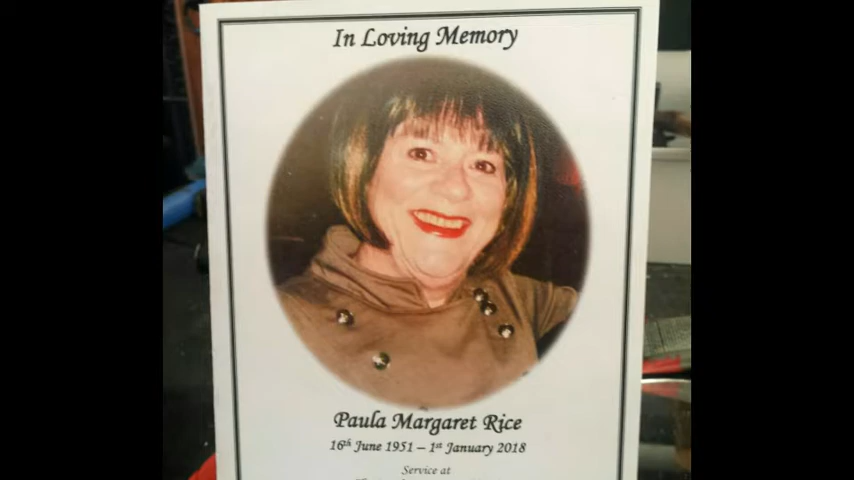 In Loving Memory
Paula Margaret Rice
16th June 1951 – 1st January 2018
Service at